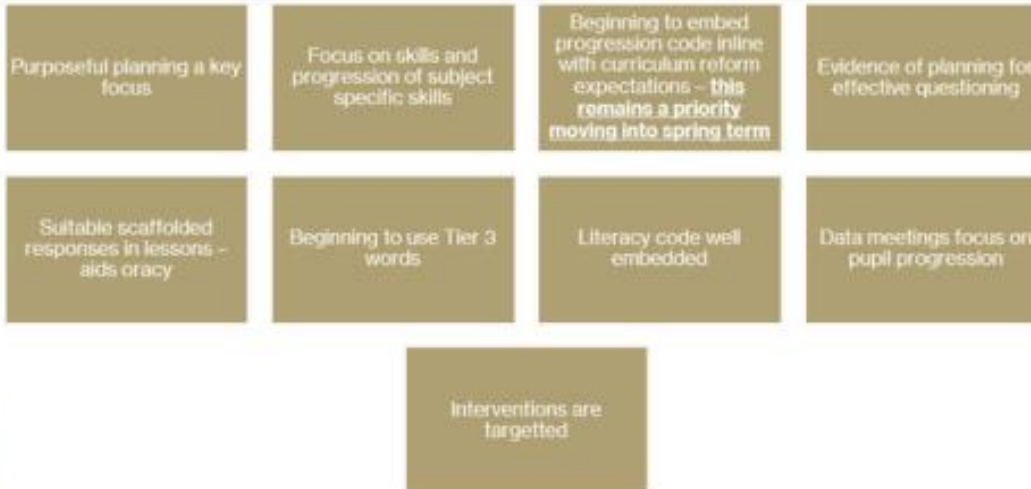 Purposeful planning a key
focus
Focus on skills and
progression of subject
specific skills
Beginning to embed
progression code inline
with curriculum reform
expectations – this
remains a priority
moving into spring term
Evidence of planning for
effective questioning
Suitable scaffolded
responses in lessons –
aids oracy
Beginning to use Tier 3
words
Literacy code well
embedded
Data meetings focus on
pupil progression
Interventions are
targetted